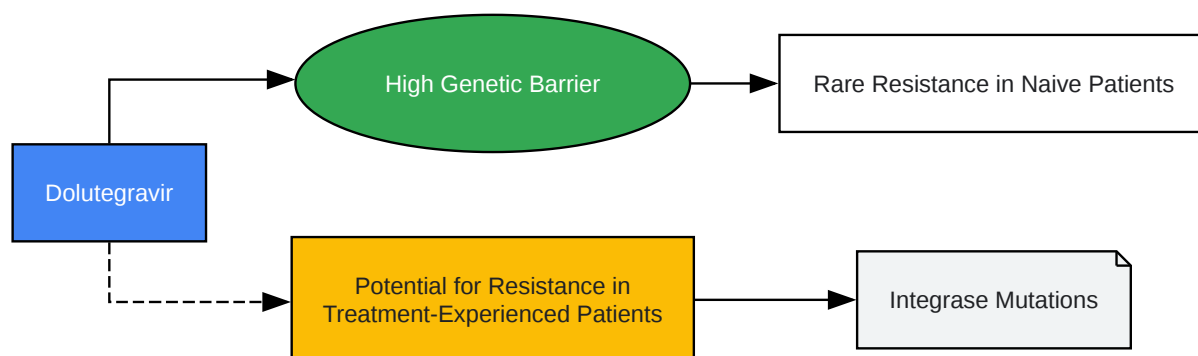 High Genetic Barrier
Rare Resistance in Naive Patients
Dolutegravir
Potential for Resistance in
Treatment-Experienced Patients
Integrase Mutations